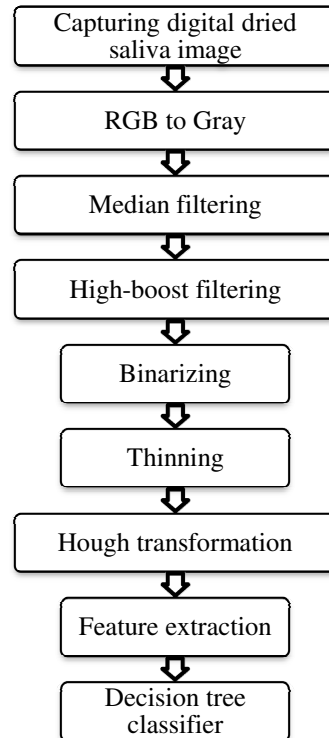 Capturing digital dried
saliva image
RGB to Gray
Median filtering
High-boost filtering
Binarizing
Thinning
Hough transformation
Feature extraction
Decision tree
classifier